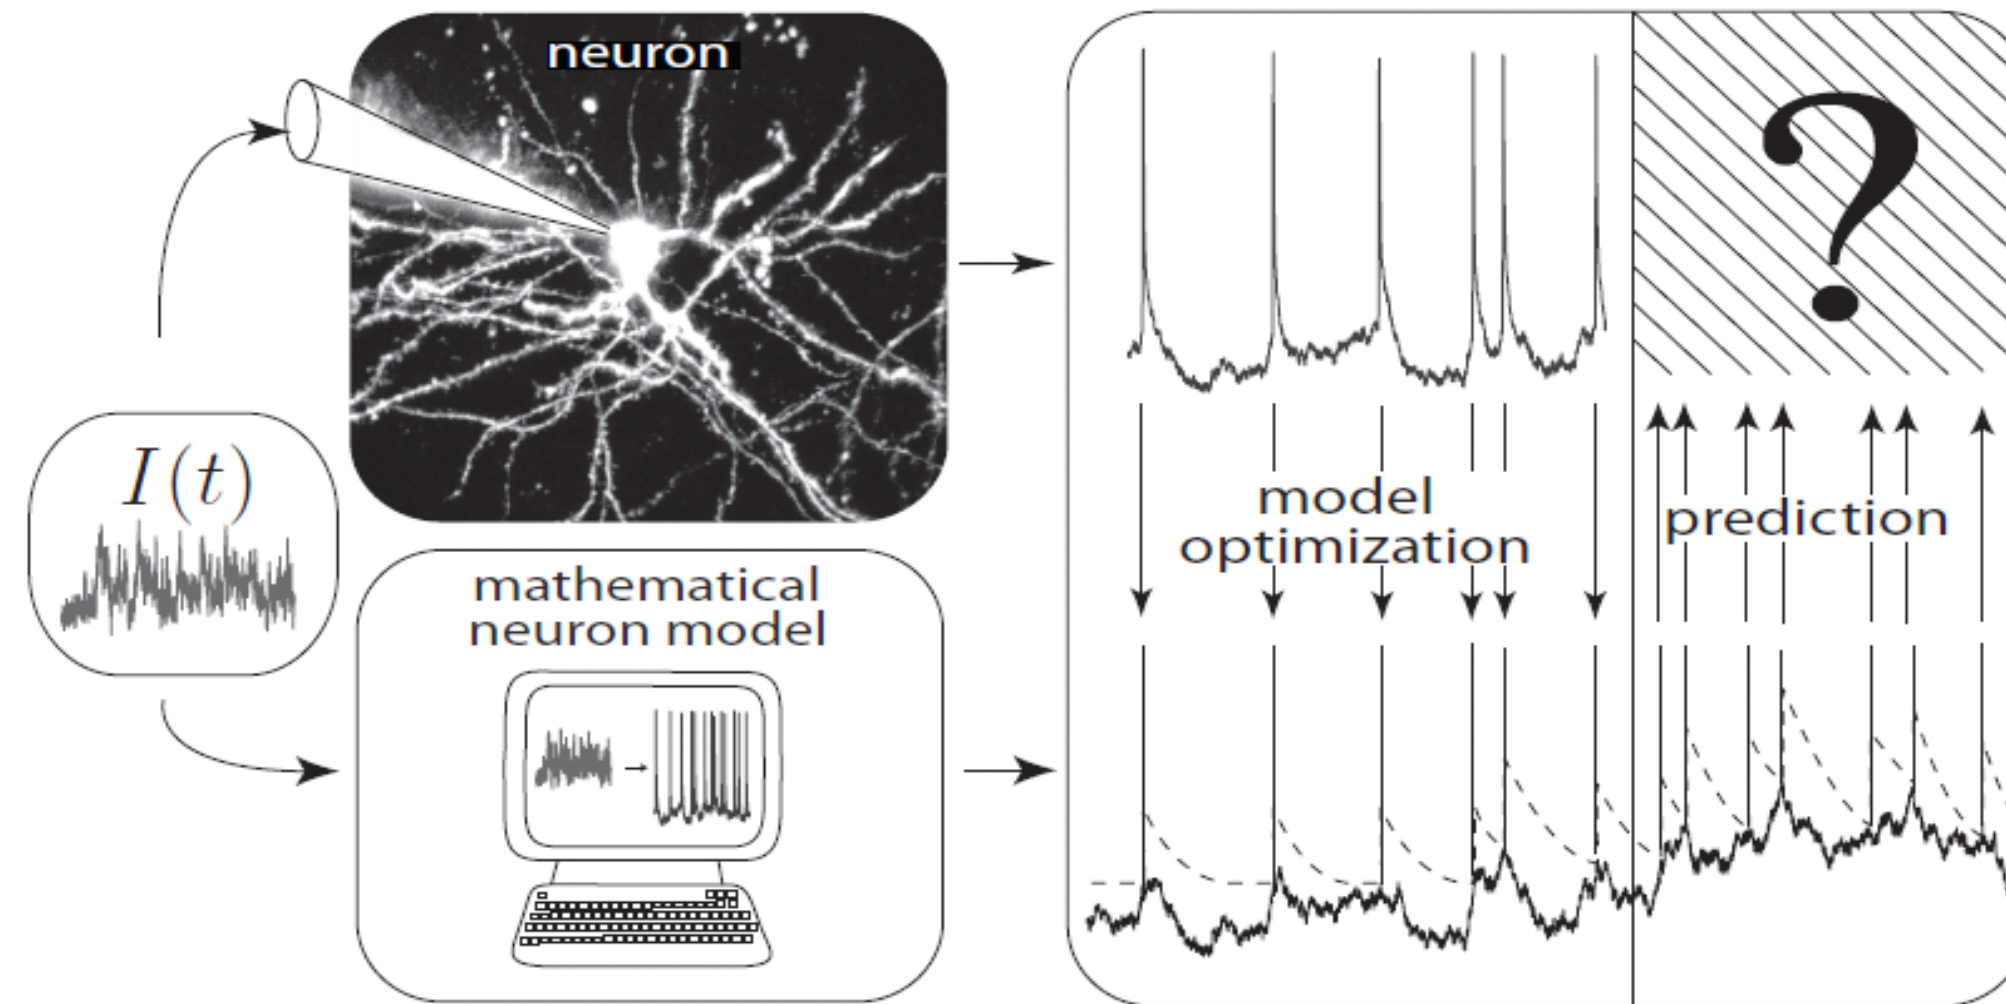 neuron
I(t)
mathematical
neuron model
model
optimization
prediction
?